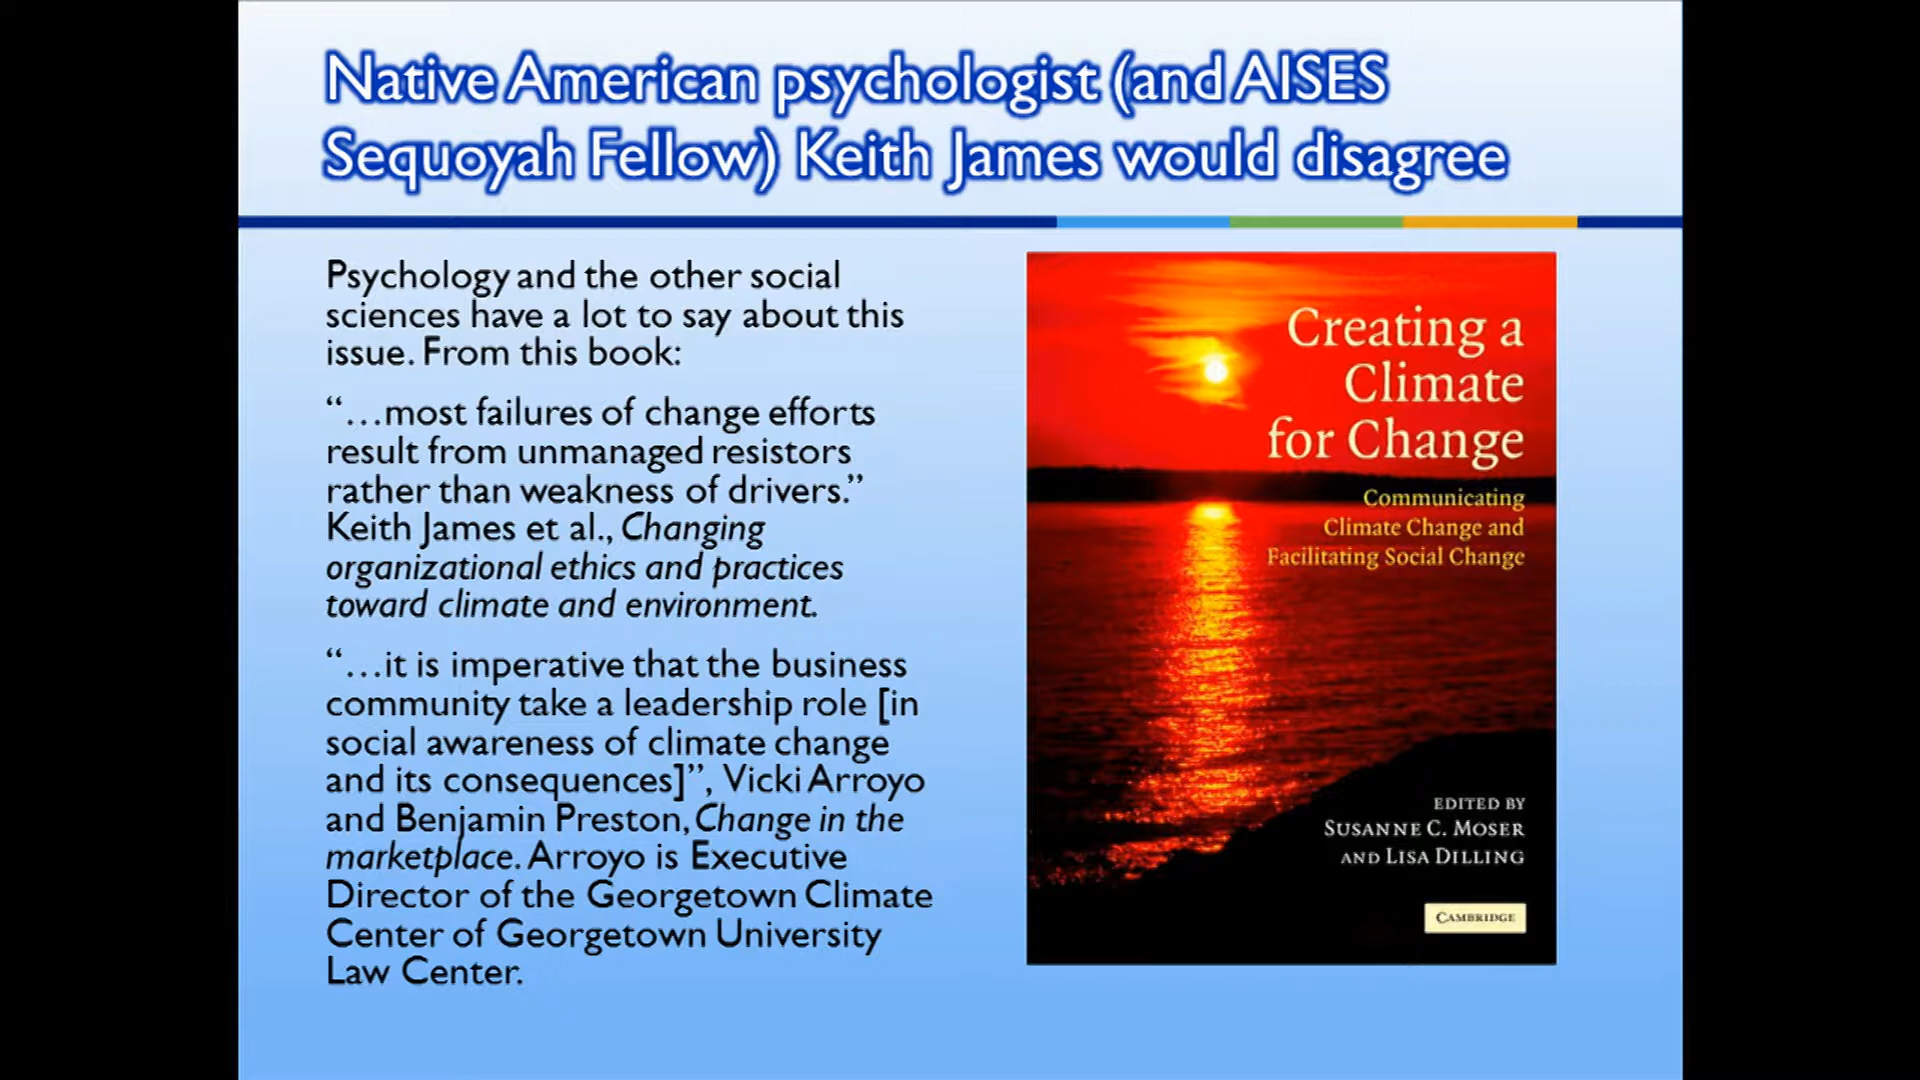 Native American psychologist (and AISES
Sequoyah Fellow) Keith James would disagree
Psychology and the other social
sciences have a lot to say about this
issue. From this book:
“…most failures of change efforts
result from unmanaged resistors
rather than weakness of drivers.”
Keith James et al., Changing
organizational ethics and practices
toward climate and environment.
“…it is imperative that the business
community take a leadership role [in
social awareness of climate change
and its consequences]”, Vicki Arroyo
and Benjamin Preston, Change in the
marketplace. Arroyo is Executive
Director of the Georgetown Climate
Center of Georgetown University
Law Center.
Creating a
Climate
for Change
Communicating
Climate Change and
Facilitating Social Change
EDITED BY
SUSANNE C. MOSER
AND LISA DILLING
CAMBRIDGE